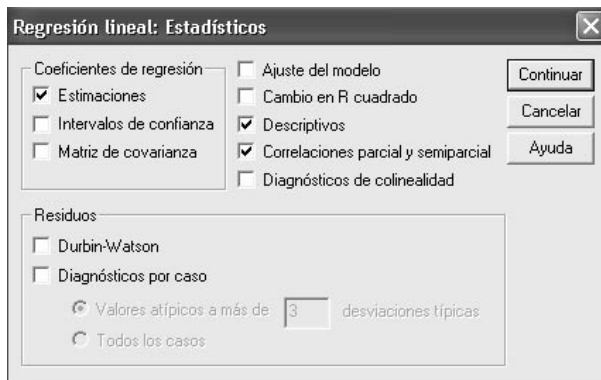 Regresión lineal: Estadísticos
Coeficientes de regresión
Estimaciones
Intervalos de confianza
Matriz de covarianza
Ajuste del modelo
Cambio en R cuadrado
Descriptivos
Correlaciones parcial y semiparcial
Diagnósticos de colinealidad
Continuar
Cancelar
Ayuda
Residuos
Durbin-Watson
Diagnósticos por caso
Valores atípicos a más de 3 desviaciones típicas
Todos los casos